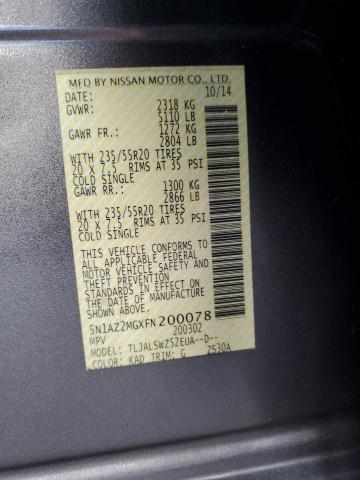 MFD BY NISSAN MOTOR CO., LTD.
DATE: 10/14
GVWR: 2318 KG
5110 LB
GAWR FR.: 1272 KG
2804 LB
WITH 235/55R20 TIRES
20 X 7.5 RIMS AT 35 PSI
COLD SINGLE
GAWR RR.: 1300 KG
2866 LB
WITH 235/55R20 TIRES
20 X 7.5 RIMS AT 35 PSI
COLD SINGLE
THIS VEHICLE CONFORMS TO
ALL APPLICABLE FEDERAL
MOTOR VEHICLE SAFETY AND
THEFT PREVENTION STANDARDS
IN EFFECT ON THE DATE
OF THE DATE OF MANUFACTURE
SHOWN ABOVE.
5N1AZ2MGXFN200078
MPV 200302
MODEL: TLJALSWZ52EUA--D--
COLOR: KAD TRIM: G Z530A